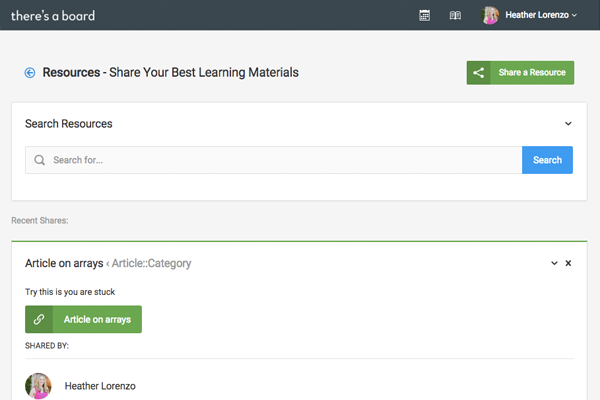 there's a board
Heather Lorenzo
Resources - Share Your Best Learning Materials
Share a Resource
Search Resources
Search for...
Search
Recent Shares:
Article on arrays ‹ Article::Category
Try this is you are stuck
Article on arrays
SHARED BY:
Heather Lorenzo